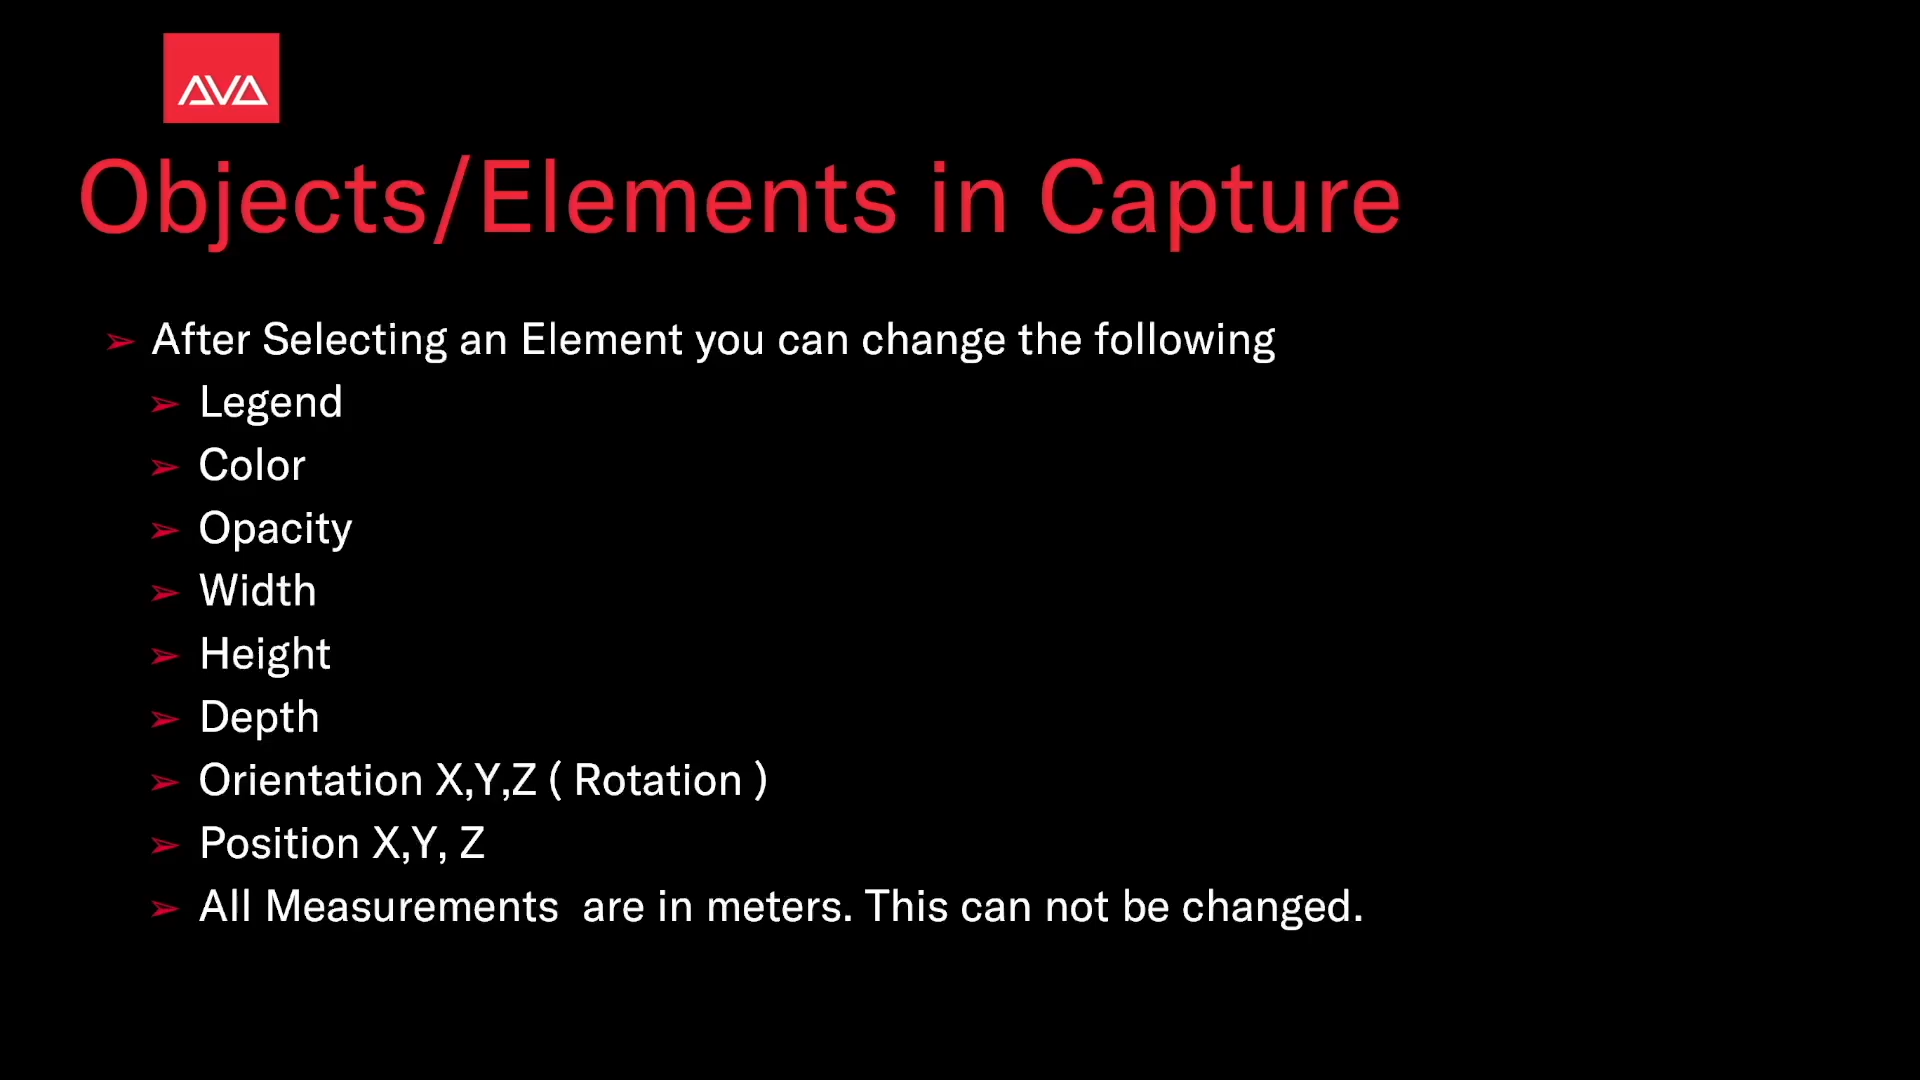 AVA
Objects/Elements in Capture
➢ After Selecting an Element you can change the following
➢ Legend
➢ Color
➢ Opacity
➢ Width
➢ Height
➢ Depth
➢ Orientation X,Y,Z ( Rotation )
➢ Position X,Y, Z
➢ All Measurements  are in meters. This can not be changed.